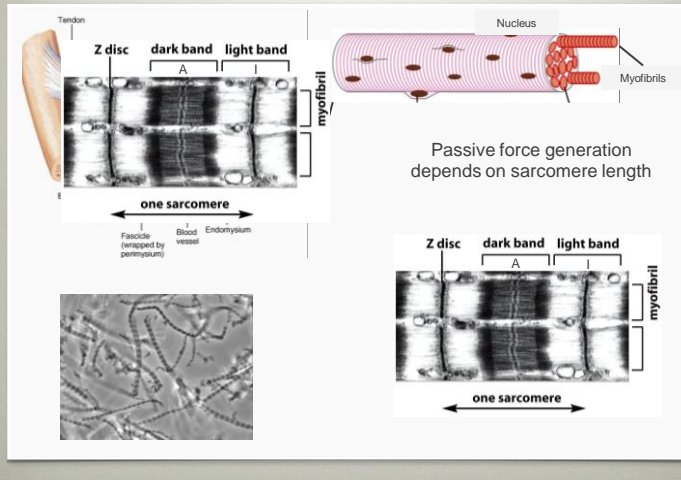 Tendon
Z disc dark band light band
A I
myofibril
one sarcomere
Fascicle
(wrapped by
perimysium)
Blood
vessel
Endomysium
Nucleus
Myofibrils
Passive force generation
depends on sarcomere length
Z disc dark band light band
A I
myofibril
one sarcomere